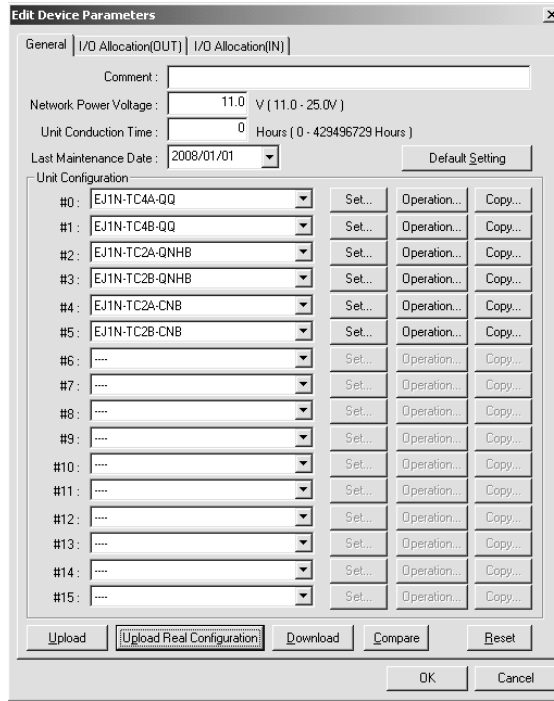 Edit Device Parameters
General I/O Allocation(OUT) I/O Allocation(IN)
Comment :
Network Power Voltage : 11.0 V ( 11.0 - 25.0V )
Unit Conduction Time : 0 Hours ( 0 - 429496729 Hours )
Last Maintenance Date : 2008/01/01 Default Setting
Unit Configuration
#0 : EJ1N-TC4A-QQ Set... Operation... Copy...
#1 : EJ1N-TC4B-QQ Set... Operation... Copy...
#2 : EJ1N-TC2A-QNHB Set... Operation... Copy...
#3 : EJ1N-TC2B-QNHB Set... Operation... Copy...
#4 : EJ1N-TC2A-CNB Set... Operation... Copy...
#5 : EJ1N-TC2B-CNB Set... Operation... Copy...
#6 : ---- Set... Operation... Copy...
#7 : ---- Set... Operation... Copy...
#8 : ---- Set... Operation... Copy...
#9 : ---- Set... Operation... Copy...
#10 : ---- Set... Operation... Copy...
#11 : ---- Set... Operation... Copy...
#12 : ---- Set... Operation... Copy...
#13 : ---- Set... Operation... Copy...
#14 : ---- Set... Operation... Copy...
#15 : ---- Set... Operation... Copy...
Upload Upload Real Configuration Download Compare Reset
OK Cancel